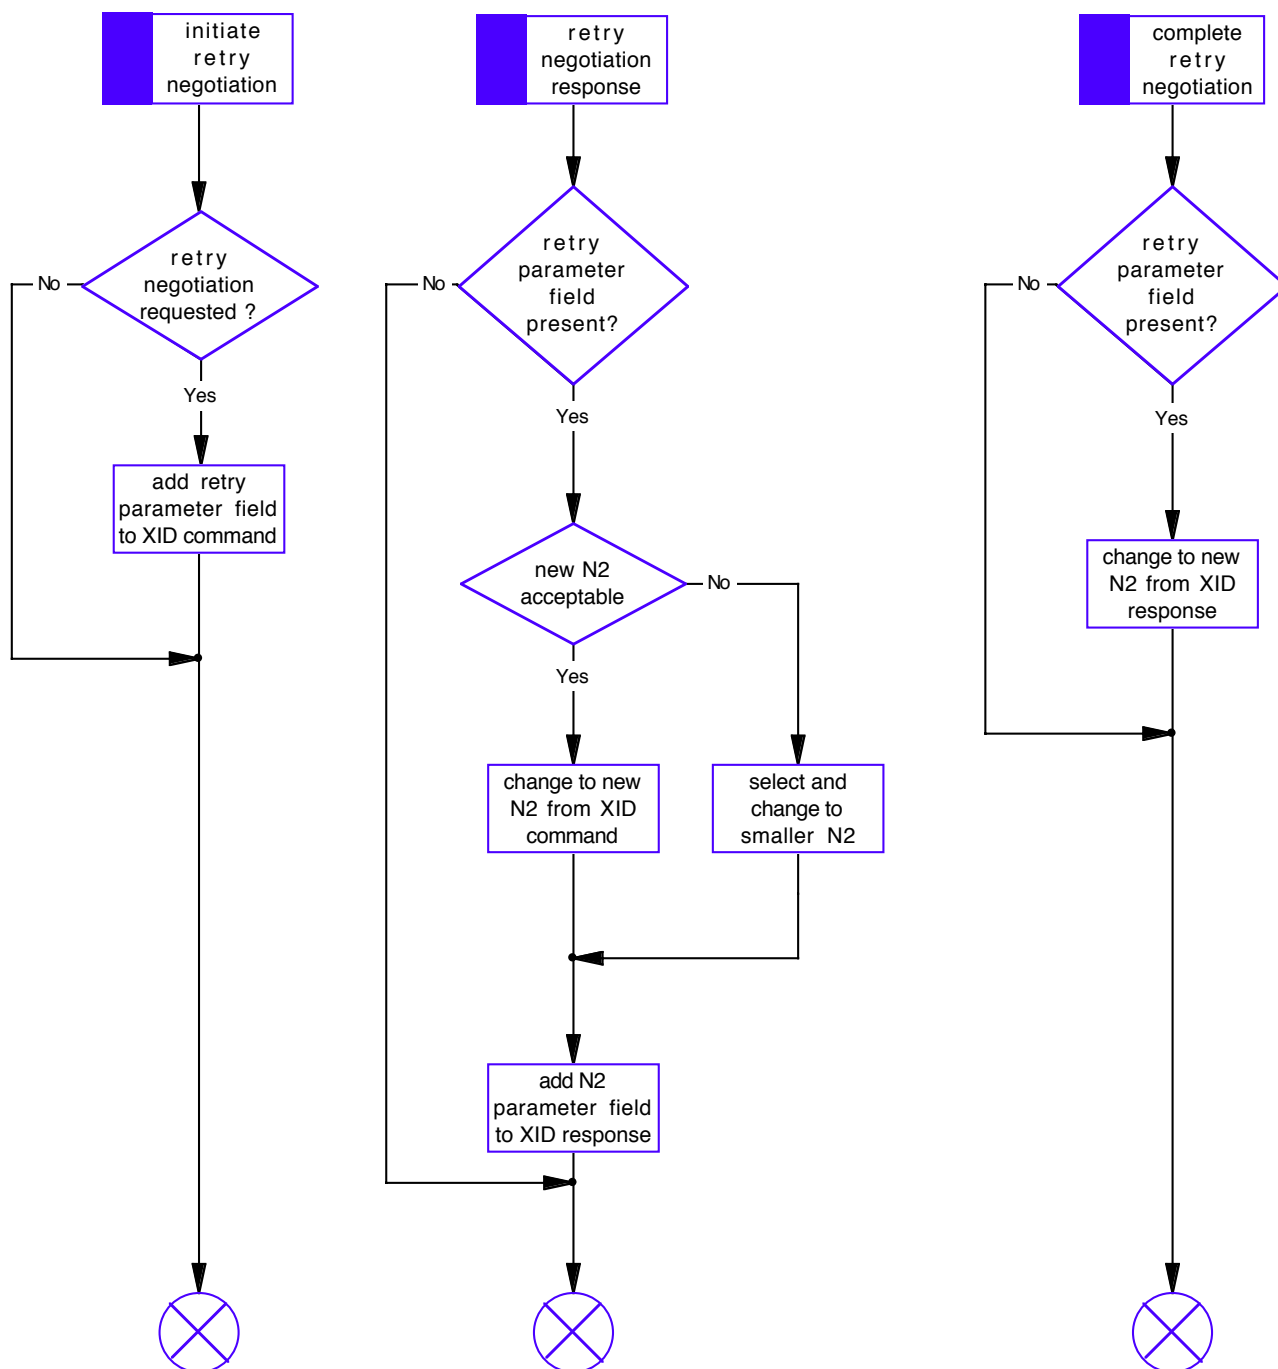 initiate
retry
negotiation
retry
negotiation
requested ?
No
Yes
add retry
parameter field
to XID command
retry
negotiation
response
retry
parameter
field
present?
No
Yes
new N2
acceptable
No
Yes
change to new
N2 from XID
command
select and
change to
smaller N2
add N2
parameter field
to XID response
complete
retry
negotiation
retry
parameter
field
present?
No
Yes
change to new
N2 from XID
response